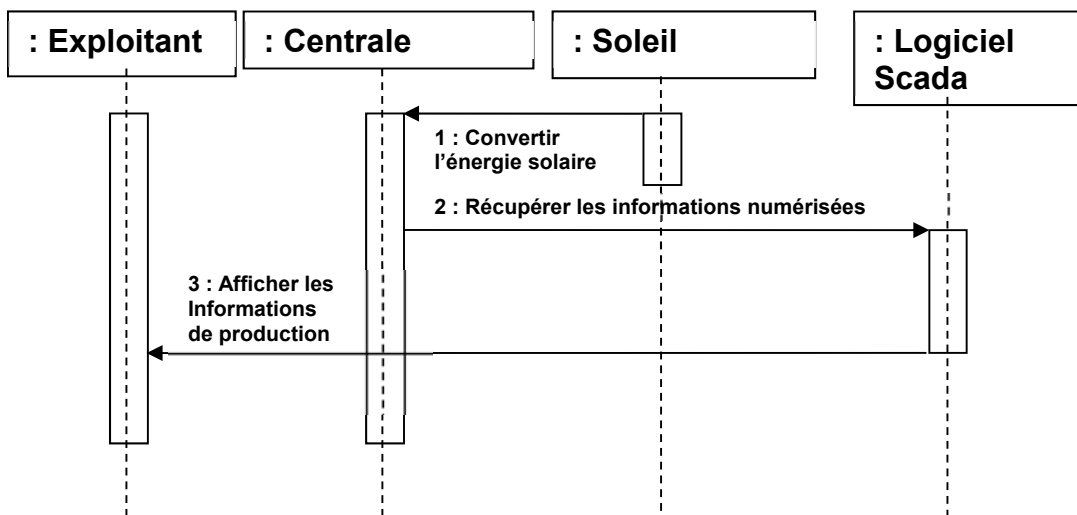 : Exploitant
: Centrale
: Soleil
: Logiciel
Scada
1 : Convertir
l’énergie solaire
2 : Récupérer les informations numérisées
3 : Afficher les
Informations
de production